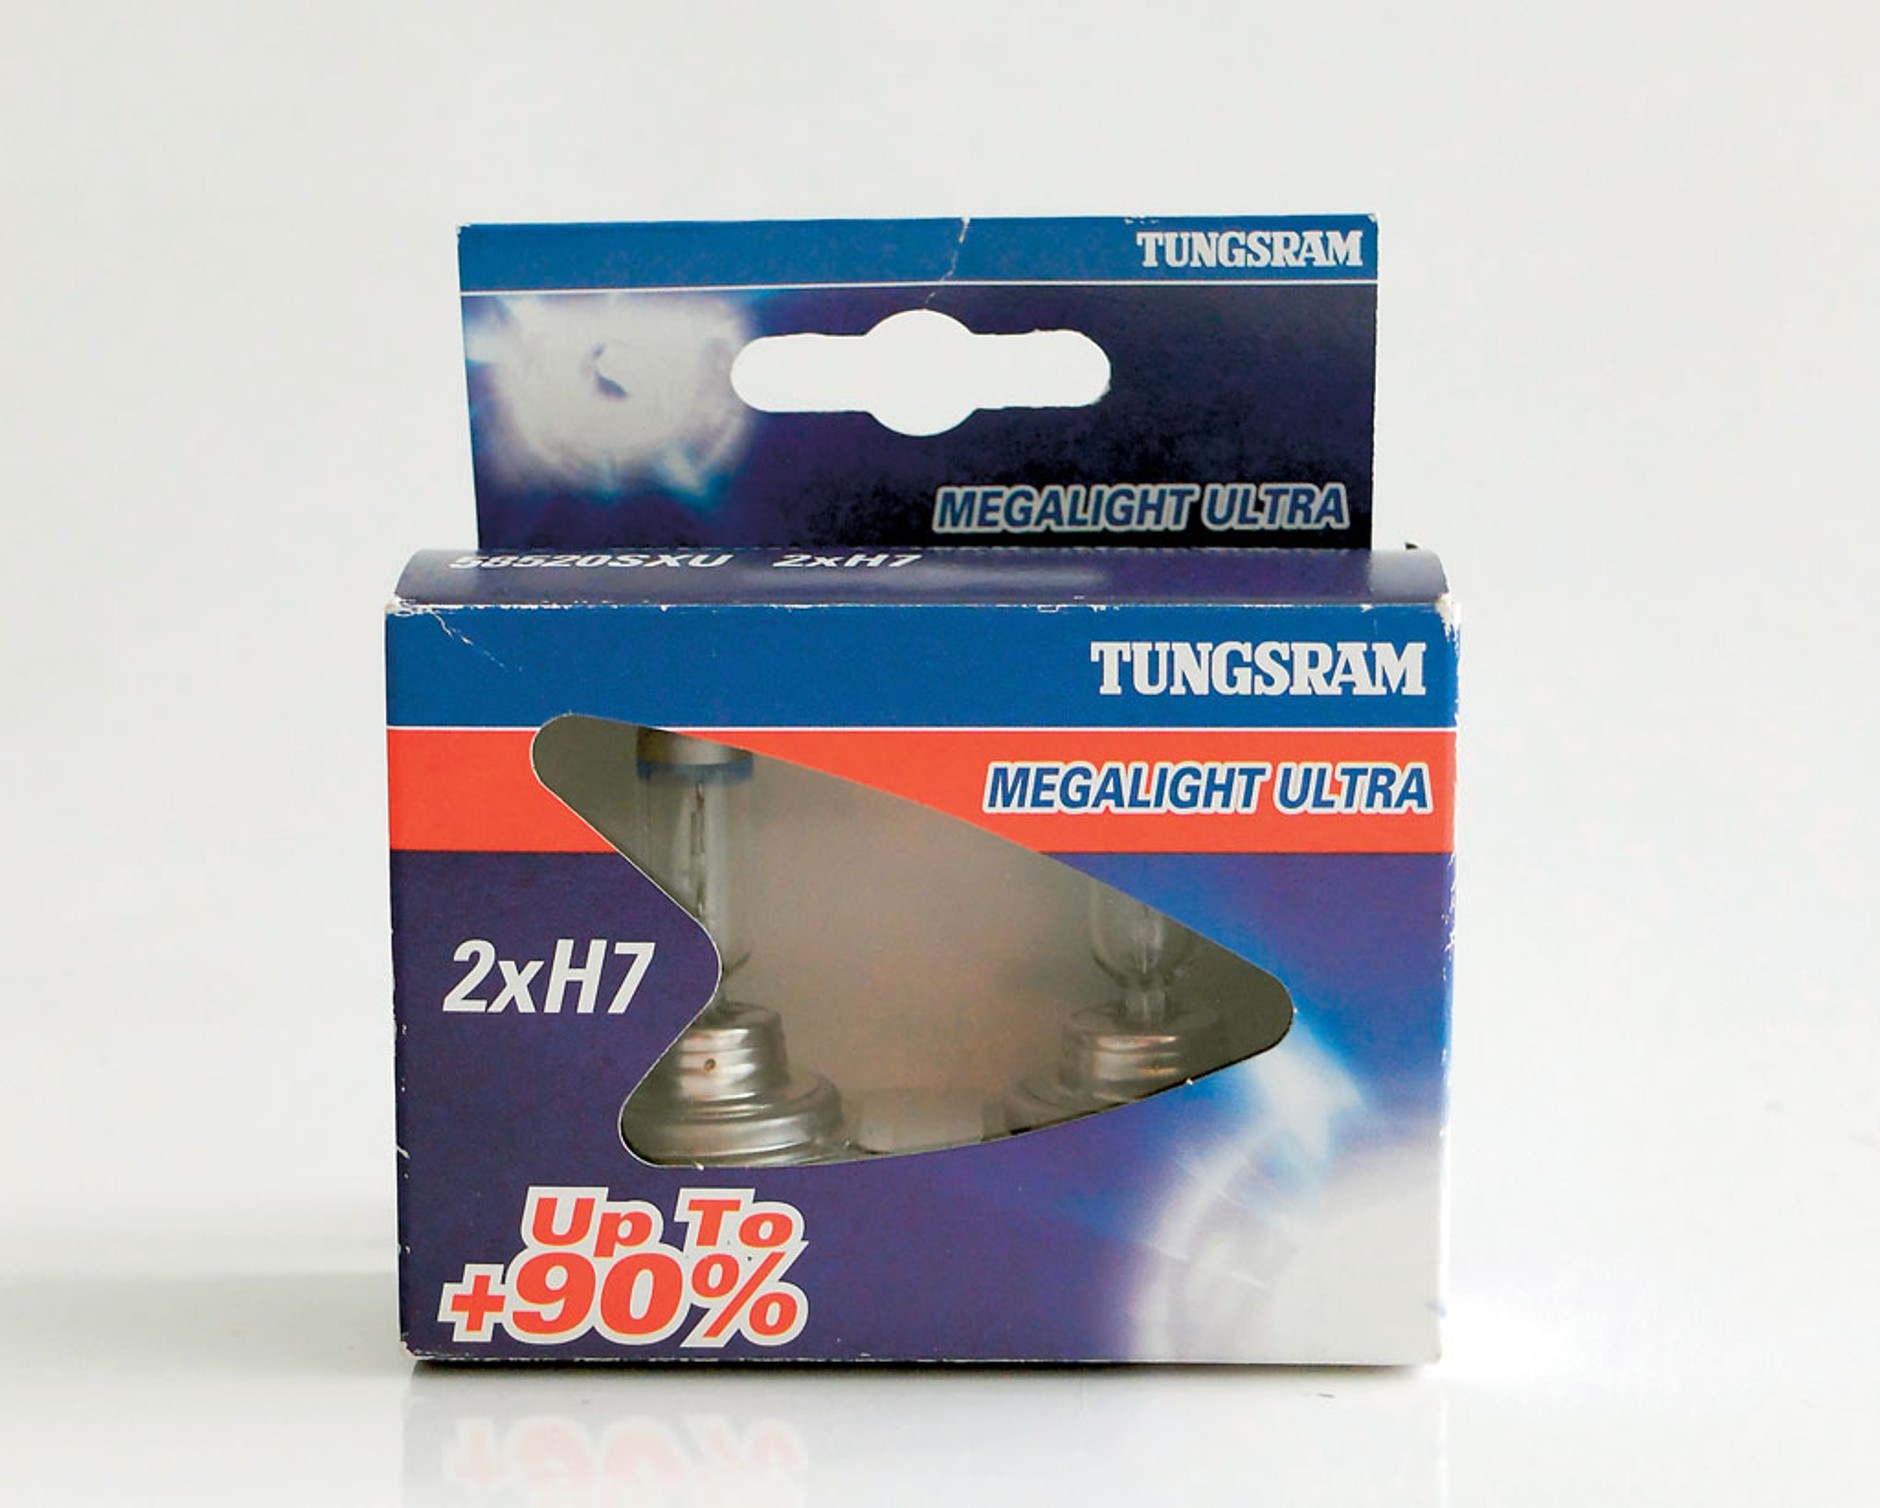 TUNGSRAM
MEGALIGHT ULTRA
58520SXU 2xH7
TUNGSRAM
MEGALIGHT ULTRA
2xH7
Up To
+90%